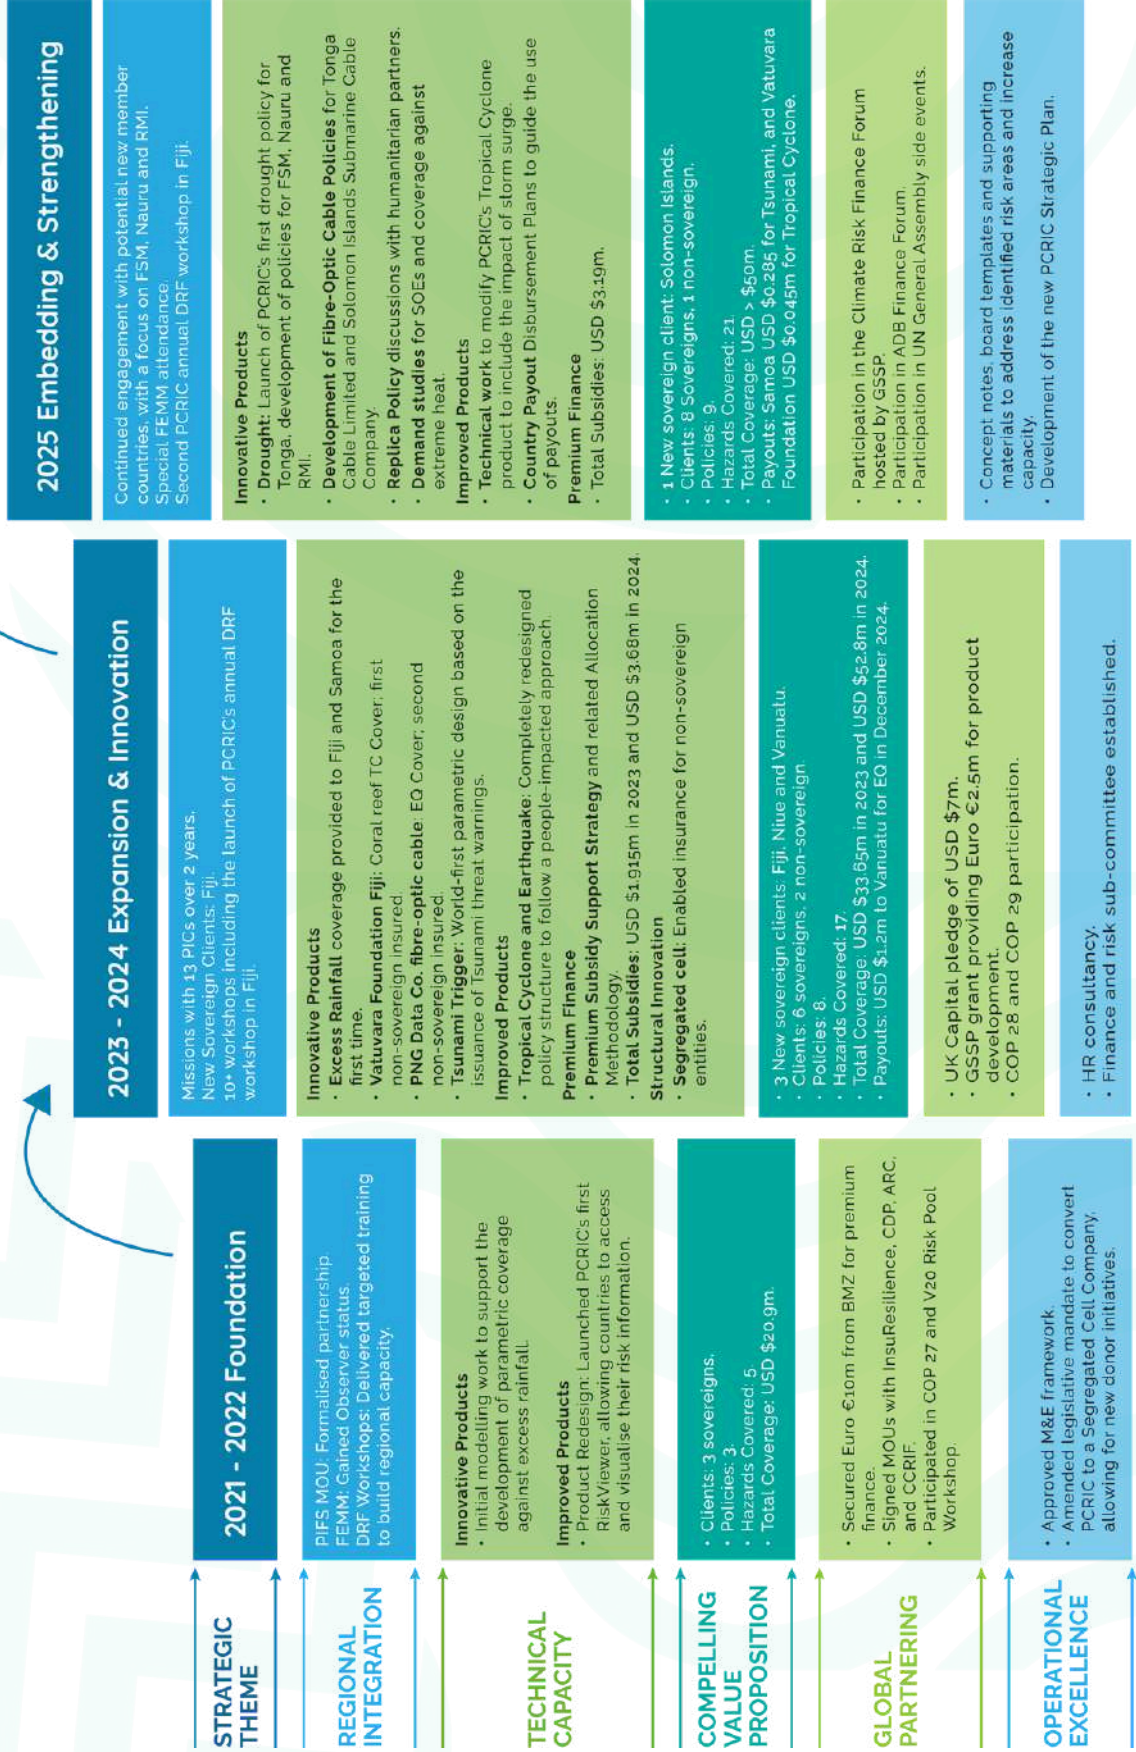 STRATEGIC
THEME
2021 - 2022 Foundation
2023 - 2024 Expansion & Innovation
2025 Embedding & Strengthening
REGIONAL
INTEGRATION
PIFS MOU: Formalised partnership.
FEMM: Gained Observer status.
DRF Workshops: Delivered targeted training
to build regional capacity.
Missions with 13 PICs over 2 years.
New Sovereign Clients: Fiji.
10+ workshops including the launch of PCRIC's annual DRF
workshop in Fiji.
Continued engagement with potential new member
countries, with a focus on FSM, Nauru and RMI.
Special FEMM attendance.
Second PCRIC annual DRF workshop in Fiji.
TECHNICAL
CAPACITY
Innovative Products
• Initial modelling work to support the
development of parametric coverage
against excess rainfall.
Improved Products
• Product Redesign: Launched PCRIC's first
RiskViewer, allowing countries to access
and visualise their risk information.
Innovative Products
• Excess Rainfall coverage provided to Fiji and Samoa for the
first time.
• Vatuvara Foundation Fiji: Coral reef TC Cover; first
non-sovereign insured.
• PNG Data Co. fibre-optic cable: EQ Cover; second
non-sovereign insured.
• Tsunami Trigger: World-first parametric design based on the
issuance of Tsunami threat warnings.
Improved Products
• Tropical Cyclone and Earthquake: Completely redesigned
policy structure to follow a people-impacted approach.
Premium Finance
• Premium Subsidy Support Strategy and related Allocation
Methodology.
• Total Subsidies: USD $1.915m in 2023 and USD $3.68m in 2024.
Structural Innovation
• Segregated cell: Enabled insurance for non-sovereign
entities.
Innovative Products
• Drought: Launch of PCRIC's first drought policy for
Tonga, development of policies for FSM, Nauru and
RMI.
• Development of Fibre-Optic Cable Policies for Tonga
Cable Limited and Solomon Islands Submarine Cable
Company.
• Replica Policy discussions with humanitarian partners.
• Demand studies for SOEs and coverage against
extreme heat.
Improved Products
• Technical work to modify PCRIC's Tropical Cyclone
product to include the impact of storm surge.
• Country Payout Disbursement Plans to guide the use
of payouts.
Premium Finance
• Total Subsidies: USD $3.19m.
COMPELLING
VALUE
PROPOSITION
• Clients: 3 sovereigns.
• Policies: 3.
• Hazards Covered: 5.
• Total Coverage: USD $20.9m.
• 3 New sovereign clients: Fiji, Niue and Vanuatu.
• Clients: 6 sovereigns, 2 non-sovereign.
• Policies: 8.
• Hazards Covered: 17.
• Total Coverage: USD $33.65m in 2023 and USD $52.8m in 2024.
• Payouts: USD $1.2m to Vanuatu for EQ in December 2024.
• 1 New sovereign client: Solomon Islands.
• Clients: 8 Sovereigns, 1 non-sovereign.
• Policies: 9.
• Hazards Covered: 21.
• Total Coverage: USD > $50m.
• Payouts: Samoa USD $0.285 for Tsunami, and Vatuvara
Foundation USD $0.045m for Tropical Cyclone.
GLOBAL
PARTNERING
• Secured Euro €10m from BMZ for premium
finance.
• Signed MOUs with InsuResilience, CDP, ARC,
and CCRIF.
• Participated in COP 27 and V20 Risk Pool
Workshop.
• UK Capital pledge of USD $7m.
• GSSP grant providing Euro €2.5m for product
development.
• COP 28 and COP 29 participation.
• Participation in the Climate Risk Finance Forum
hosted by GSSP.
• Participation in ADB Finance Forum.
• Participation in UN General Assembly side events.
OPERATIONAL
EXCELLENCE
• Approved M&E framework.
• Amended legislative mandate to convert
PCRIC to a Segregated Cell Company,
allowing for new donor initiatives.
• HR consultancy.
• Finance and risk sub-committee established.
• Concept notes, board templates and supporting
materials to address identified risk areas and increase
capacity.
• Development of the new PCRIC Strategic Plan.